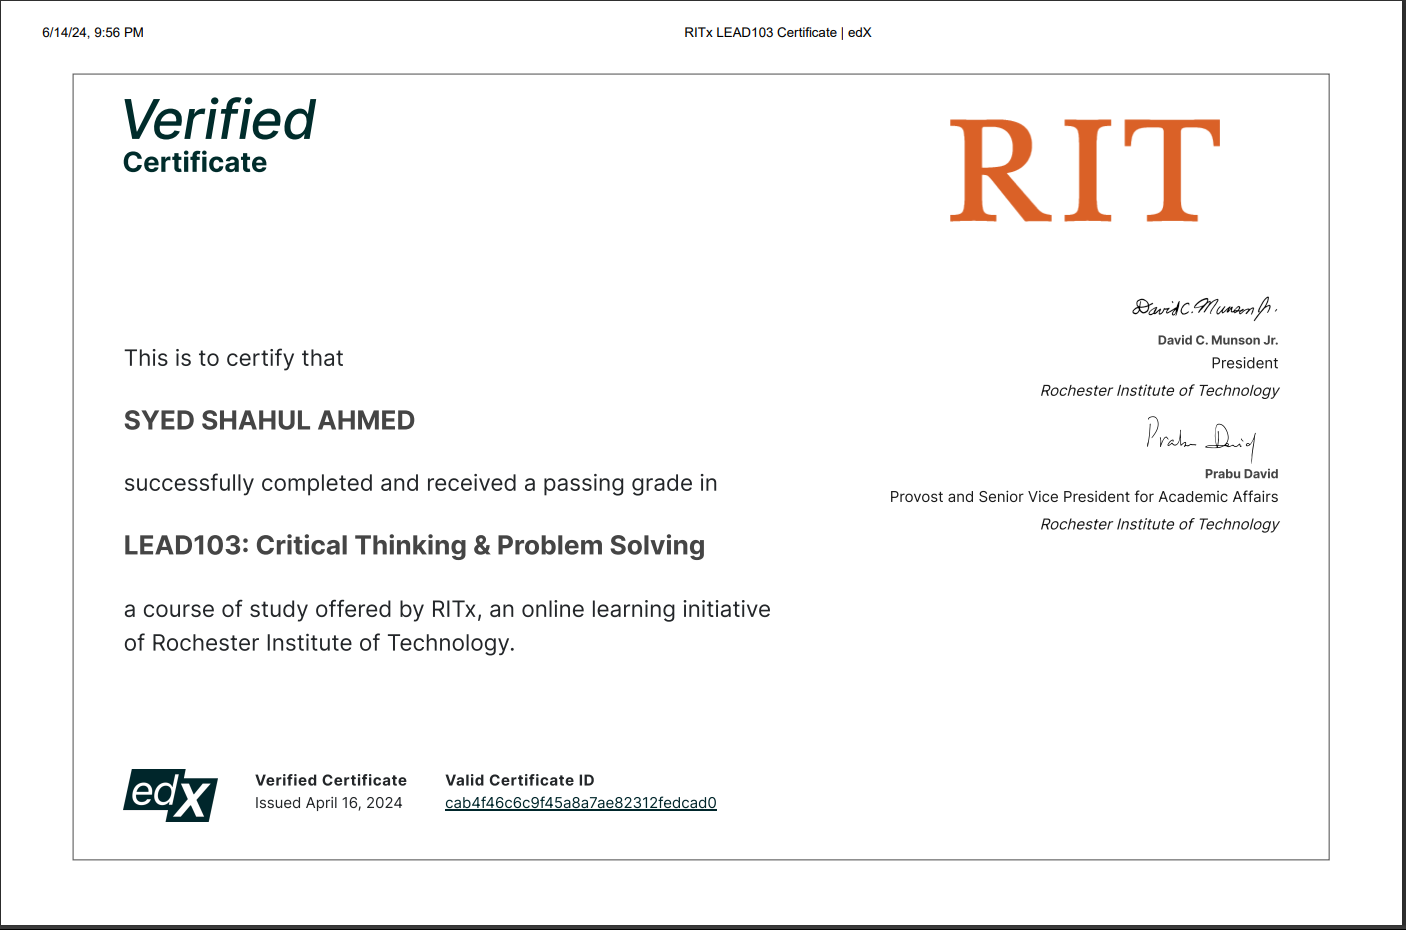 6/14/24, 9:56 PM
RITx LEAD103 Certificate | edX
Verified
Certificate
RIT
This is to certify that
SYED SHAHUL AHMED
successfully completed and received a passing grade in
LEAD103: Critical Thinking & Problem Solving
a course of study offered by RITx, an online learning initiative
of Rochester Institute of Technology.
David C. Munson Jr.
David C. Munson Jr.
President
Rochester Institute of Technology
Prabu David
Prabu David
Provost and Senior Vice President for Academic Affairs
Rochester Institute of Technology
edX
Verified Certificate
Issued April 16, 2024
Valid Certificate ID
cab4f46c6c9f45a8a7ae82312fedcad0